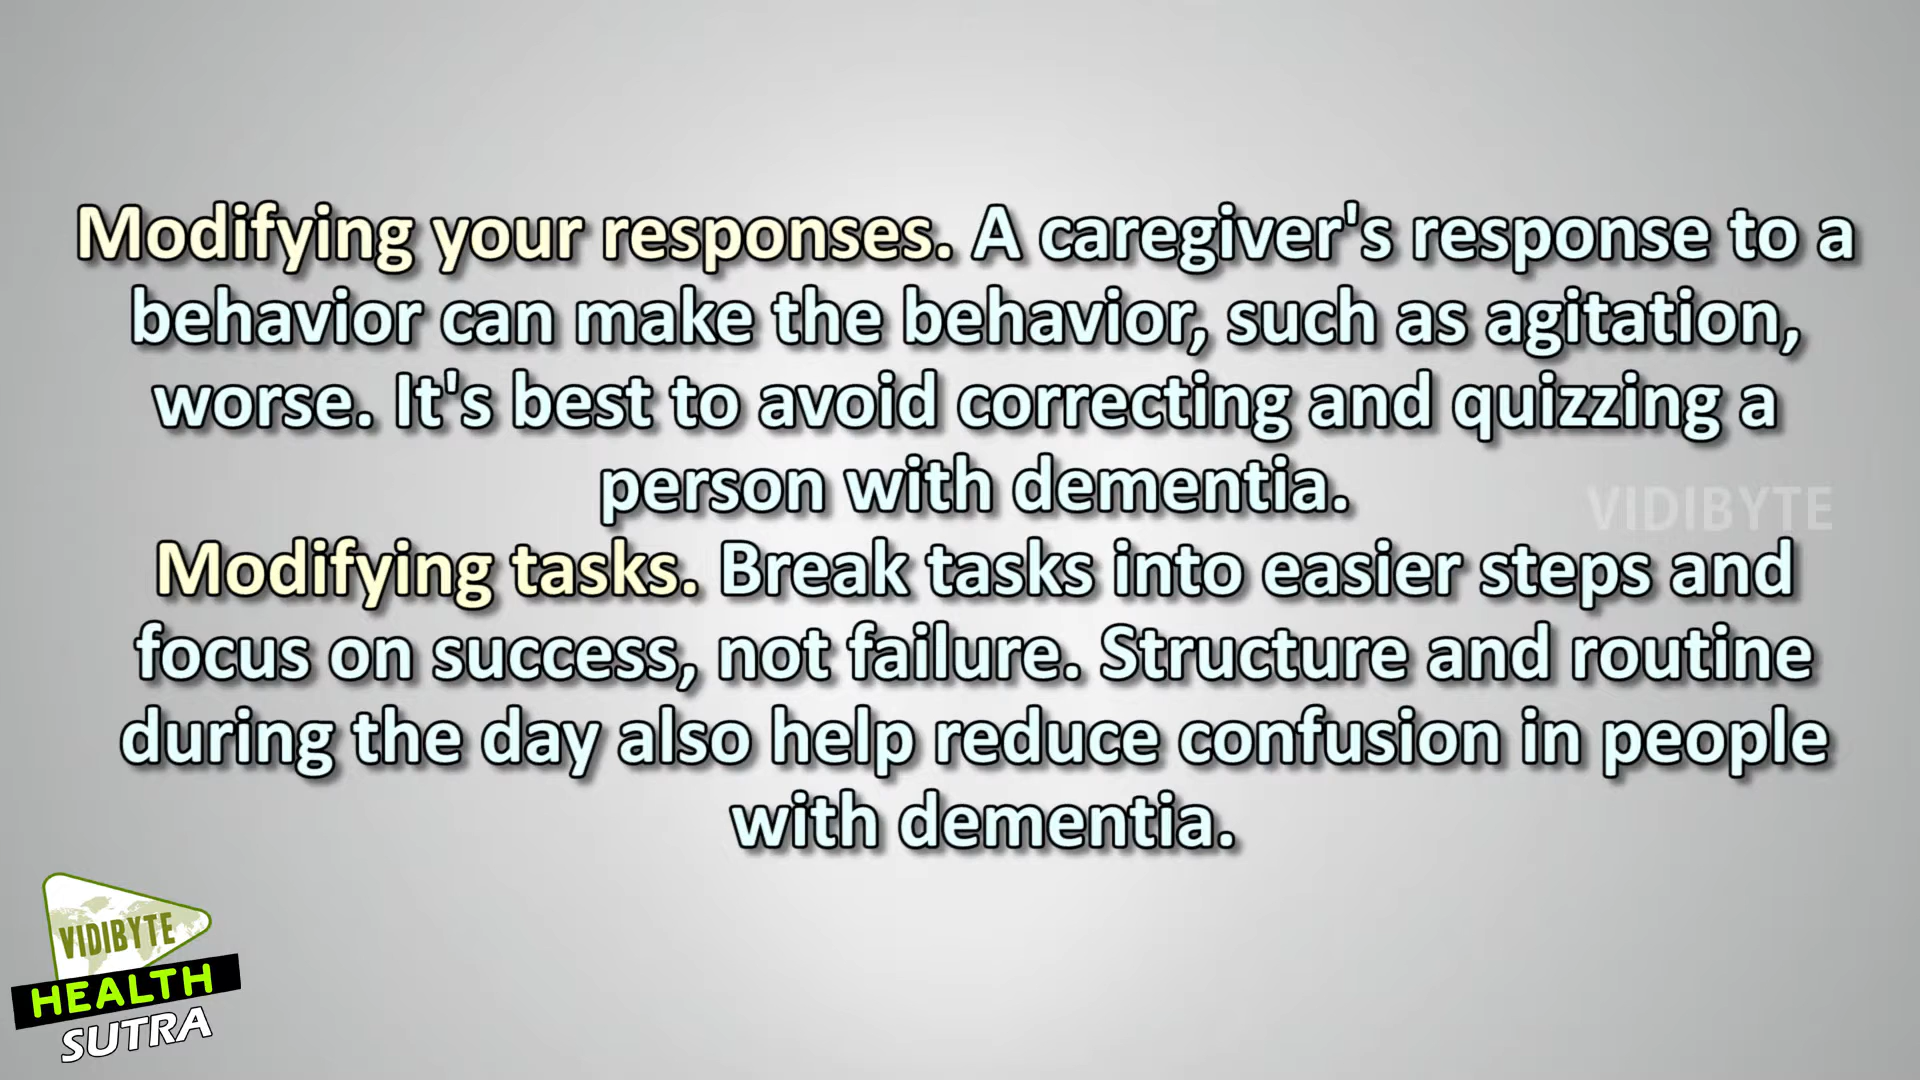 Modifying your responses. A caregiver's response to a
behavior can make the behavior, such as agitation,
worse. It's best to avoid correcting and quizzing a
person with dementia.
VIDIBYTE
Modifying tasks. Break tasks into easier steps and
focus on success, not failure. Structure and routine
during the day also help reduce confusion in people
with dementia.
VIDIBYTE
HEALTH
SUTRA